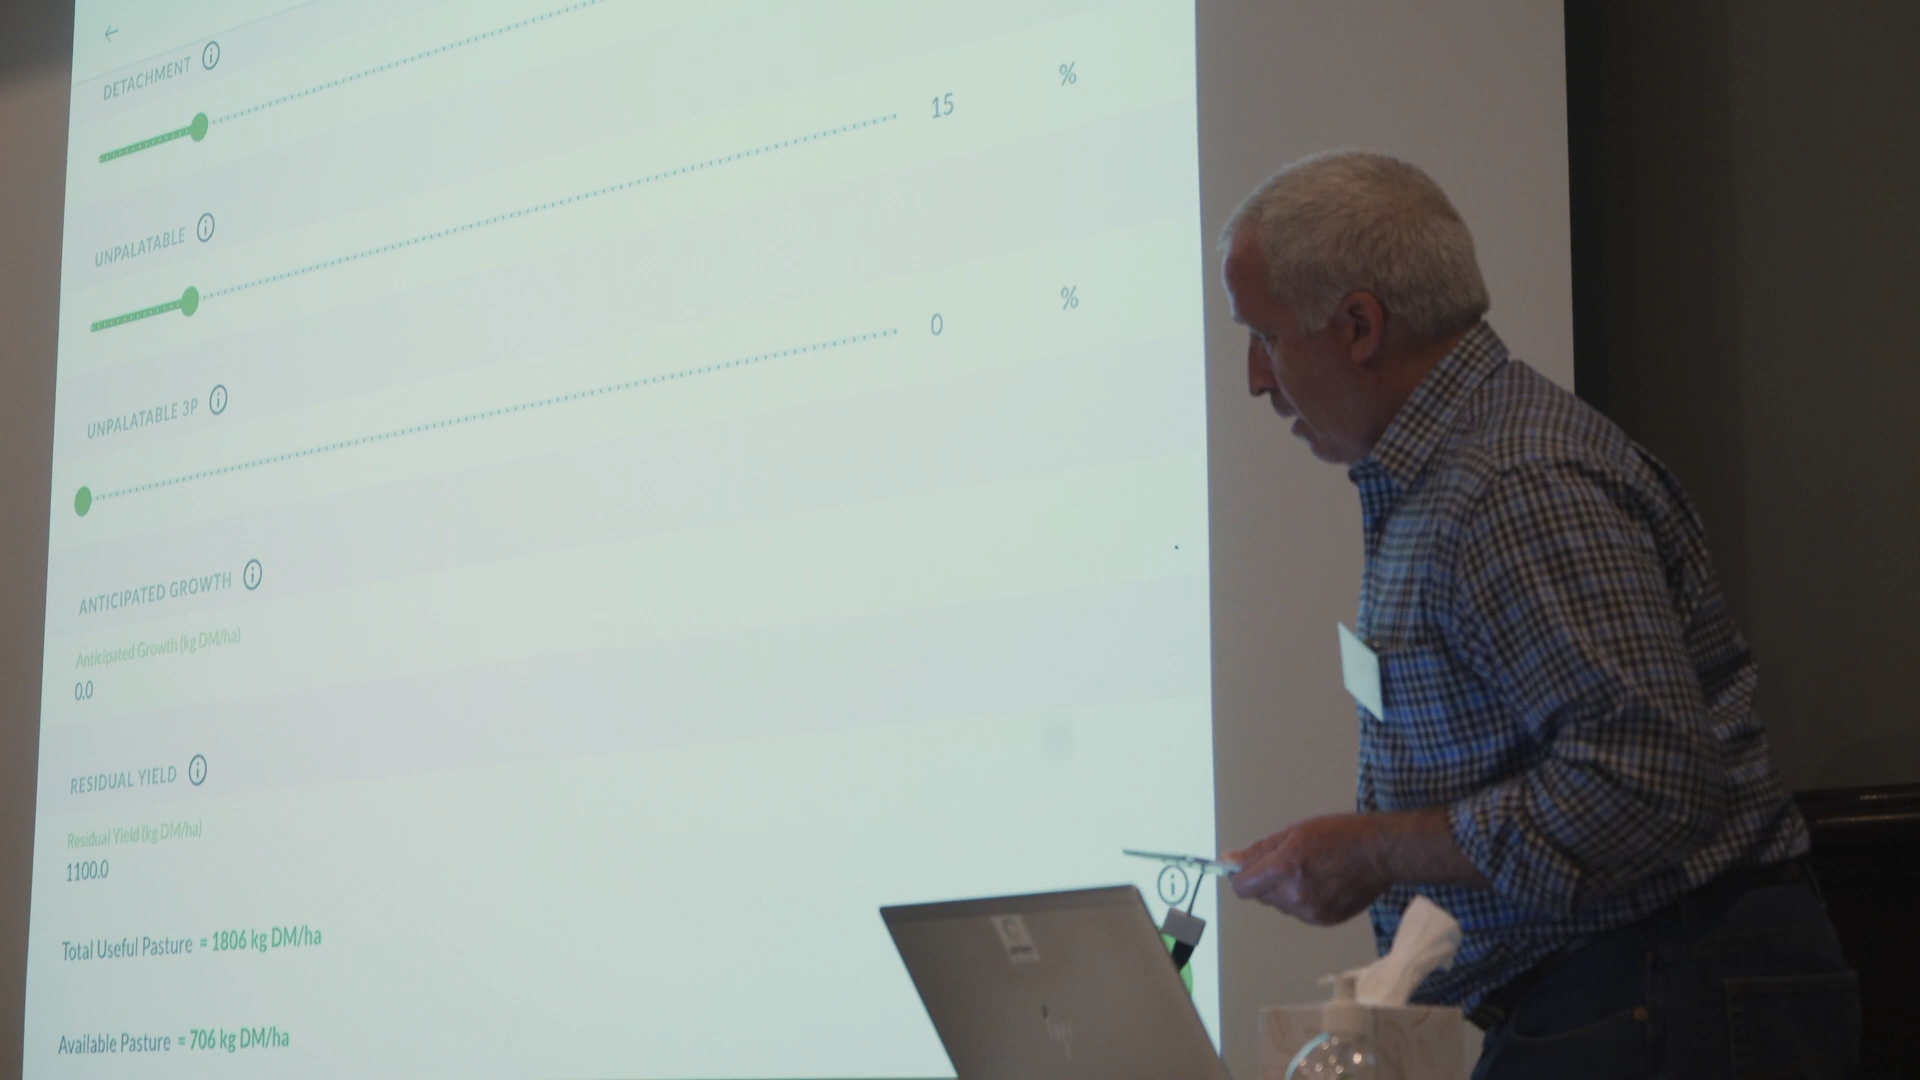 DETACHMENT
%
15
UNPALATABLE
%
0
UNPALATABLE 3P
ANTICIPATED GROWTH
Anticipated Growth (kg DM/ha)
0.0
RESIDUAL YIELD
Residual Yield (kg DM/ha)
1100.0
Total Useful Pasture = 1806 kg DM/ha
Available Pasture = 706 kg DM/ha